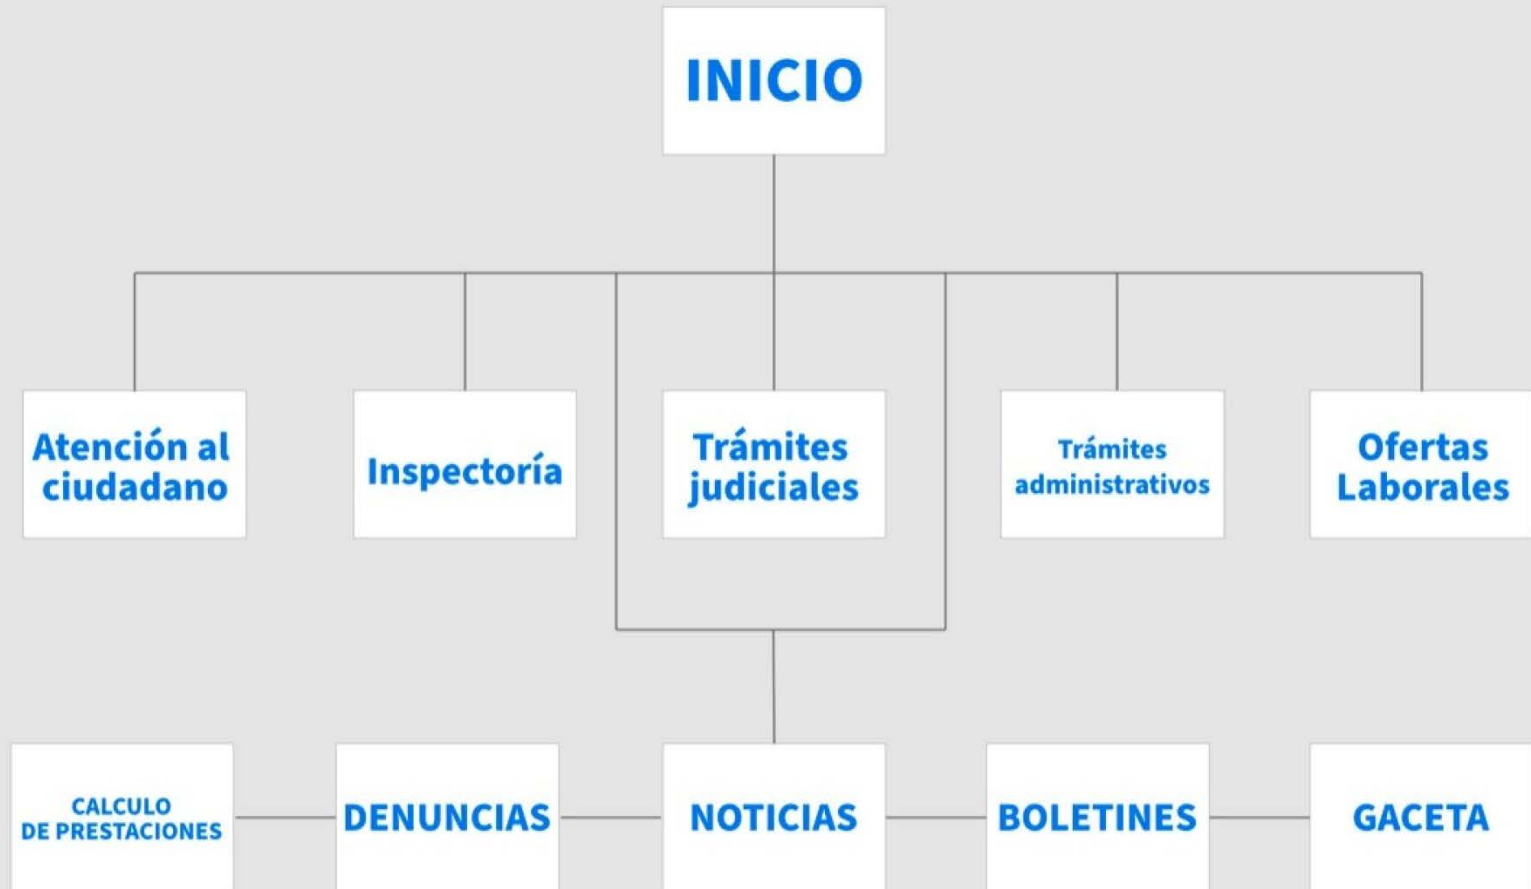 INICIO
Atención al
ciudadano
Inspectoría
Trámites
judiciales
Trámites
administrativos
Ofertas
Laborales
CALCULO
DE PRESTACIONES
DENUNCIAS
NOTICIAS
BOLETINES
GACETA